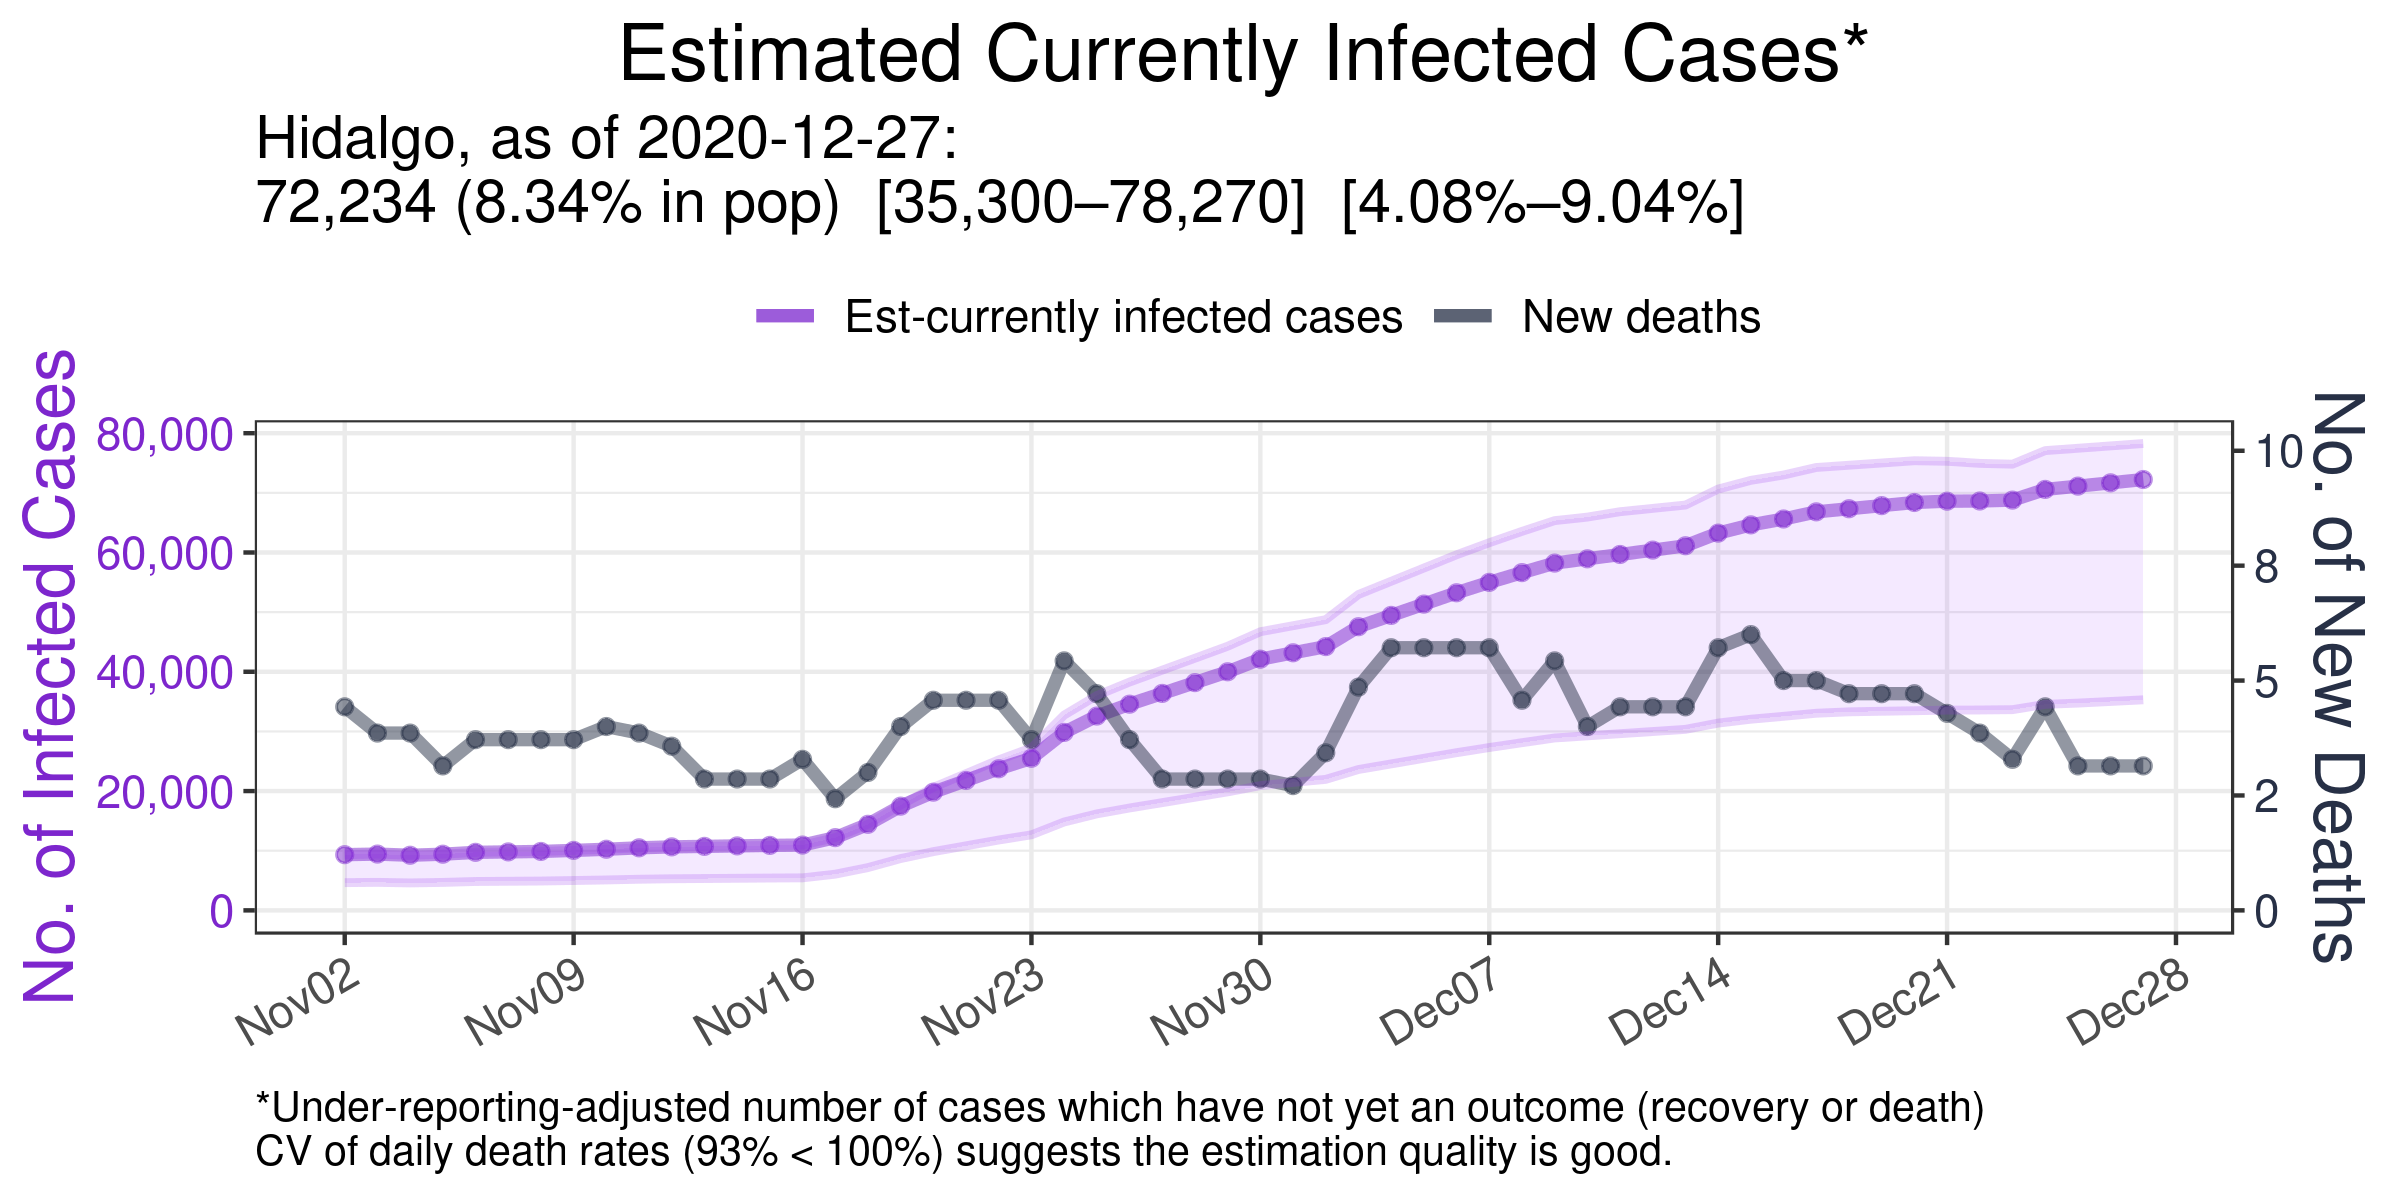 Estimated Currently Infected Cases*
Hidalgo, as of 2020-12-27:
72,234 (8.34% in pop)  [35,300–78,270]  [4.08%–9.04%]
Est-currently infected cases
New deaths
No. of Infected Cases
80,000
60,000
40,000
20,000
0
10
8
5
2
0
No. of New Deaths
Nov02
Nov09
Nov16
Nov23
Nov30
Dec07
Dec14
Dec21
Dec28
*Under-reporting-adjusted number of cases which have not yet an outcome (recovery or death)
CV of daily death rates (93% < 100%) suggests the estimation quality is good.